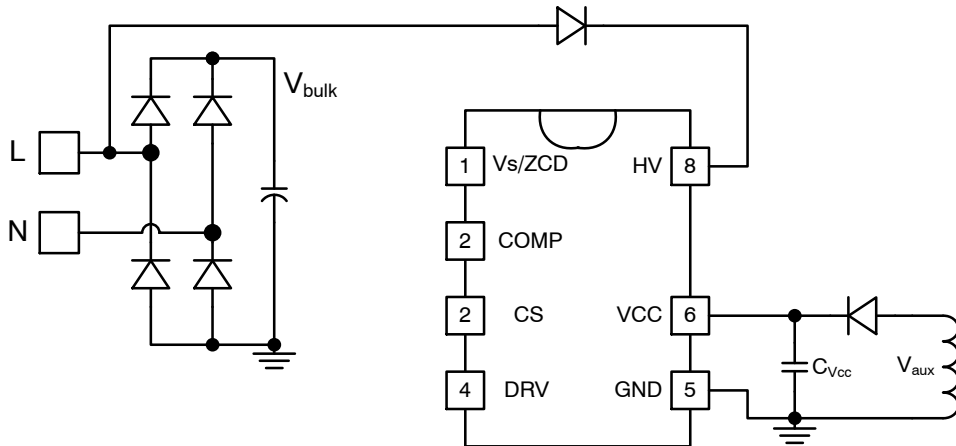 V_bulk
L
N
1 Vs/ZCD
HV 8
2 COMP
2 CS
VCC 6
4 DRV
GND 5
C_Vcc
V_aux